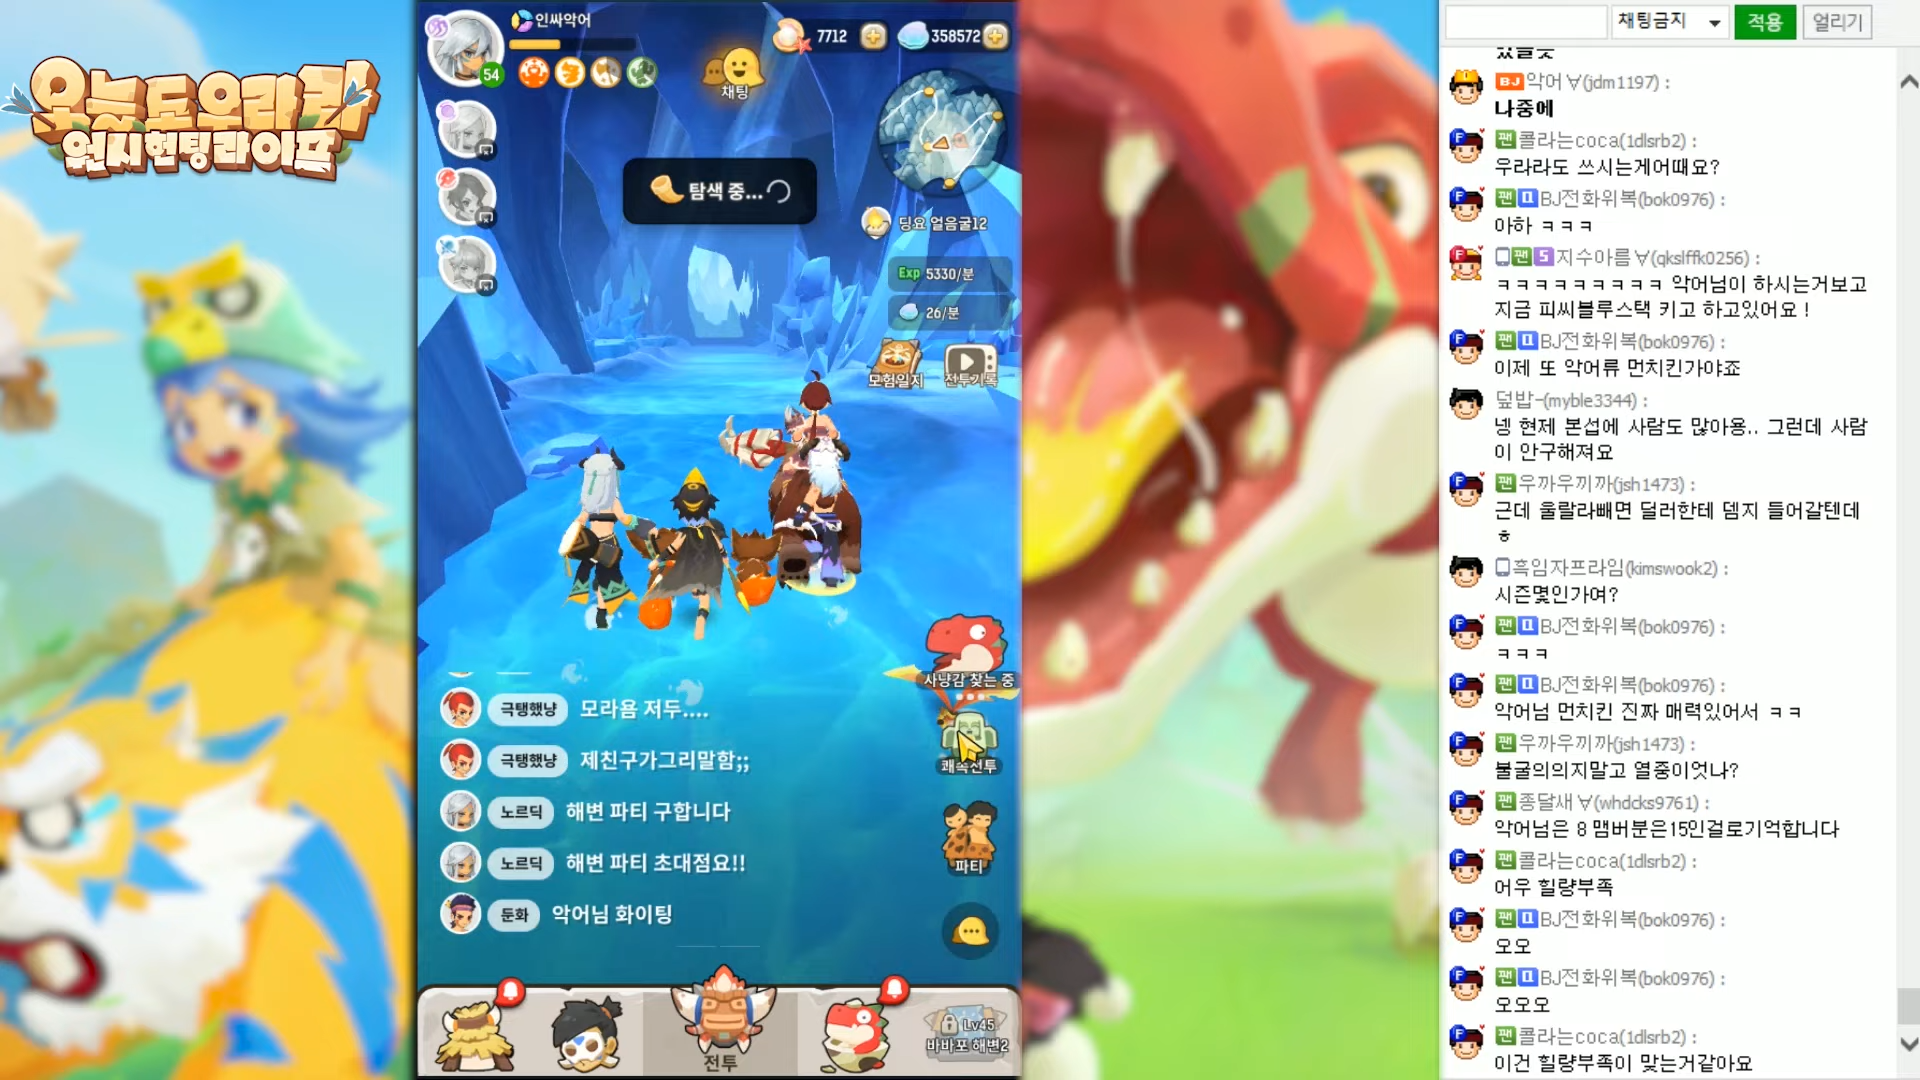 오늘도우라라
원시헌팅라이프
인싸악어
54
채팅
7712
358572
탐색 중...
딩요 얼음굴12
Exp 5330/분
26/분
모험일지
전투기록
사냥감 찾는 중
쾌속전투
파티
극탱했냥 모라욤 저두....
극탱했냥 제친구가그리말함;;
노르딕 해변 파티 구합니다
노르딕 해변 파티 초대점요!!
둔화 악어님 화이팅
전투
Lv45
바바포 해변2
채팅금지
적용
얼리기
BJ악어∀(jdm1197) :
나중에
팬콜라는coca(1dlsrb2) :
우라라도 쓰시는게어때요?
팬BJ전화위복(bok0976) :
아하 ㅋㅋㅋ
팬S지수아름∀(qkslffk0256) :
ㅋㅋㅋㅋㅋㅋㅋㅋㅋ 악어님이 하시는거보고
지금 피씨블루스택 키고 하고있어요 !
팬BJ전화위복(bok0976) :
이제 또 악어류 먼치킨가야죠
덮밥-(myble3344) :
넹 현제 본섭에 사람도 많아용.. 그런데 사람
이 안구해져요
팬우까우끼까(jsh1473) :
근데 울랄라빼면 딜러한테 뎀지 들어갈텐데
ㅎ
흑임자프라임(kimswook2) :
시즌몇인가여?
팬BJ전화위복(bok0976) :
ㅋㅋㅋ
팬BJ전화위복(bok0976) :
악어님 먼치킨 진짜 매력있어서 ㅋㅋ
팬우까우끼까(jsh1473) :
불굴의의지말고 열중이엇나?
팬종달새∀(whdcks9761) :
악어님은 8 맴버분은15인걸로기억합니다
팬콜라는coca(1dlsrb2) :
어우 힐량부족
팬BJ전화위복(bok0976) :
오오
팬BJ전화위복(bok0976) :
오오오
팬콜라는coca(1dlsrb2) :
이건 힐량부족이 맞는거같아요